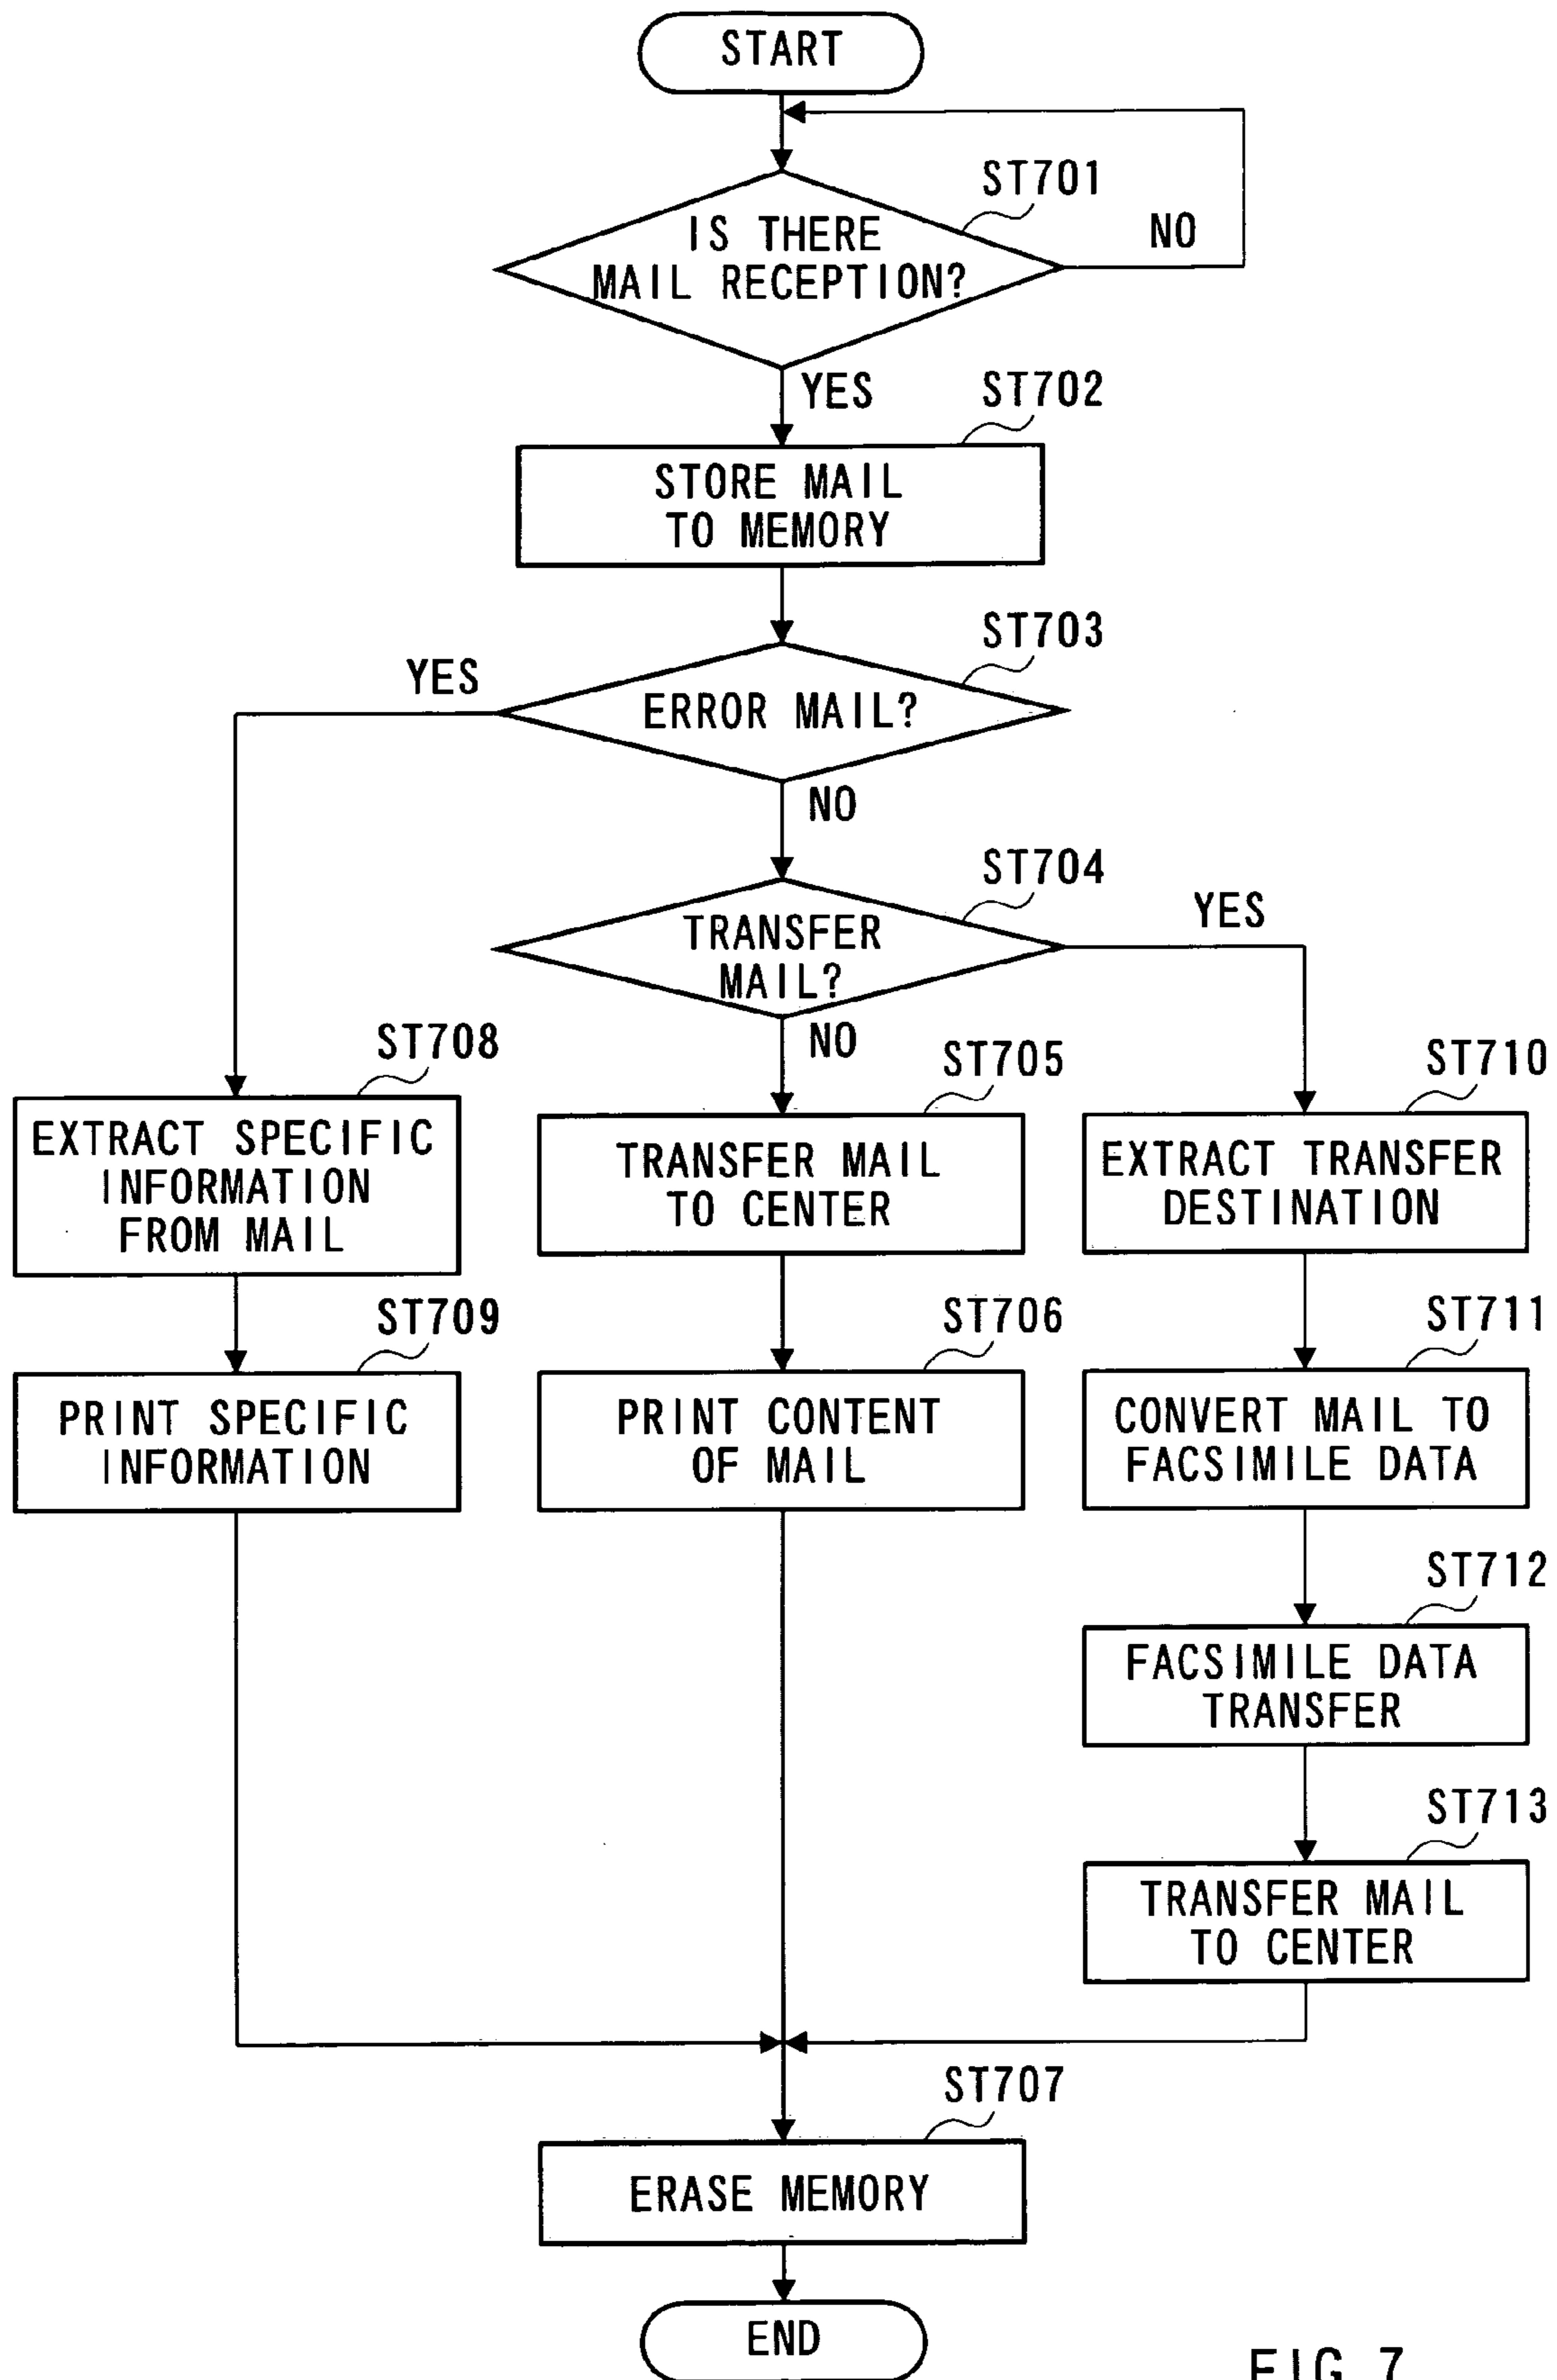 START
ST701
IS THERE
MAIL RECEPTION?
NO
YES
ST702
STORE MAIL
TO MEMORY
ST703
YES
ERROR MAIL?
NO
ST704
TRANSFER
MAIL?
YES
NO
ST708
EXTRACT SPECIFIC
INFORMATION
FROM MAIL
ST705
TRANSFER MAIL
TO CENTER
ST710
EXTRACT TRANSFER
DESTINATION
ST709
PRINT SPECIFIC
INFORMATION
ST706
PRINT CONTENT
OF MAIL
ST711
CONVERT MAIL TO
FACSIMILE DATA
ST712
FACSIMILE DATA
TRANSFER
ST713
TRANSFER MAIL
TO CENTER
ST707
ERASE MEMORY
END
FIG 7